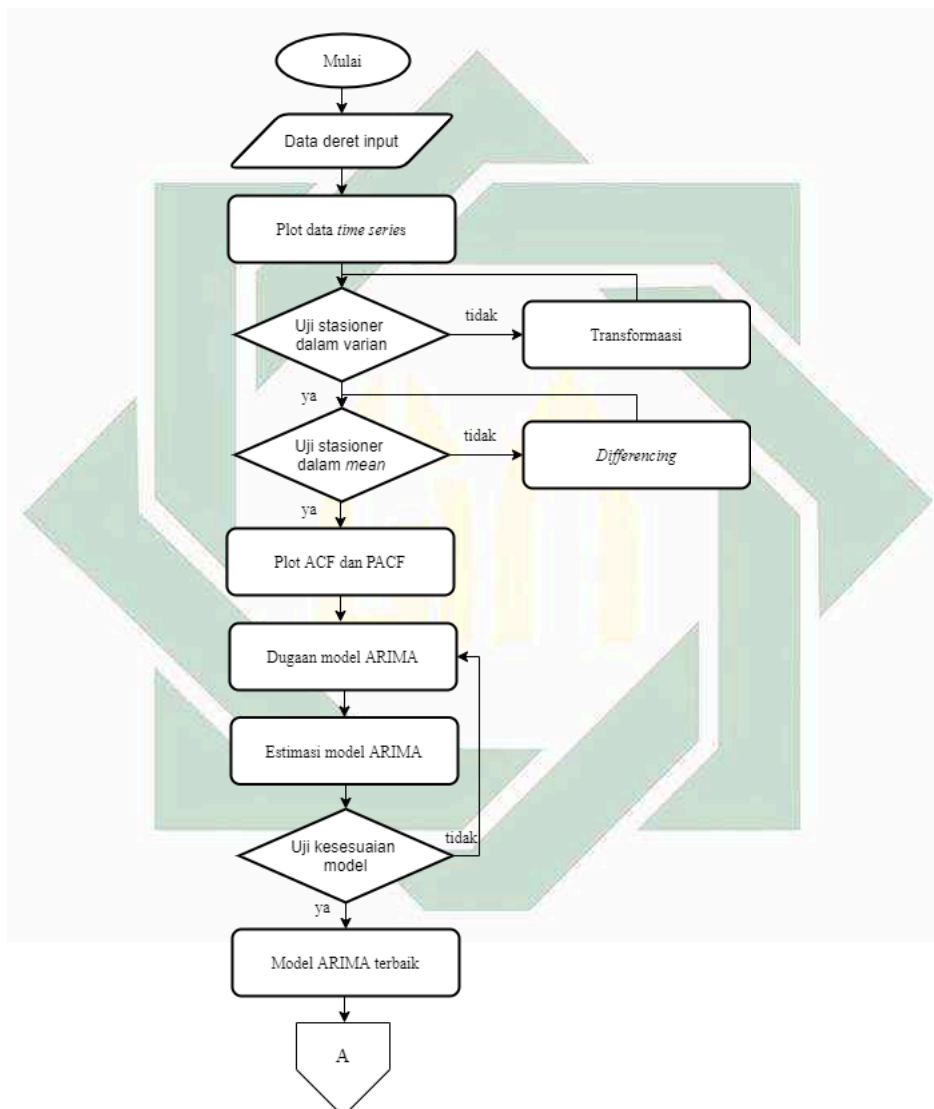 Mulai
Data deret input
Plot data time series
Uji stasioner
dalam varian
tidak
Transformaasi
ya
Uji stasioner
dalam mean
tidak
Differencing
ya
Plot ACF dan PACF
Dugaan model ARIMA
Estimasi model ARIMA
Uji kesesuaian
model
tidak
ya
Model ARIMA terbaik
A